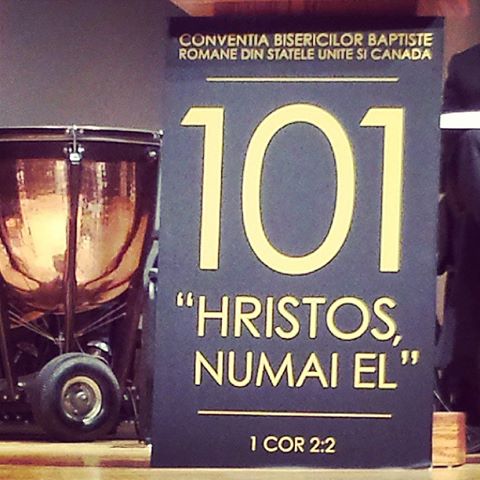 CONVENTIA BISERICILOR BAPTISTE
ROMANE DIN STATELE UNITE SI CANADA
101
"HRISTOS,
NUMAI EL"
1 COR 2:2